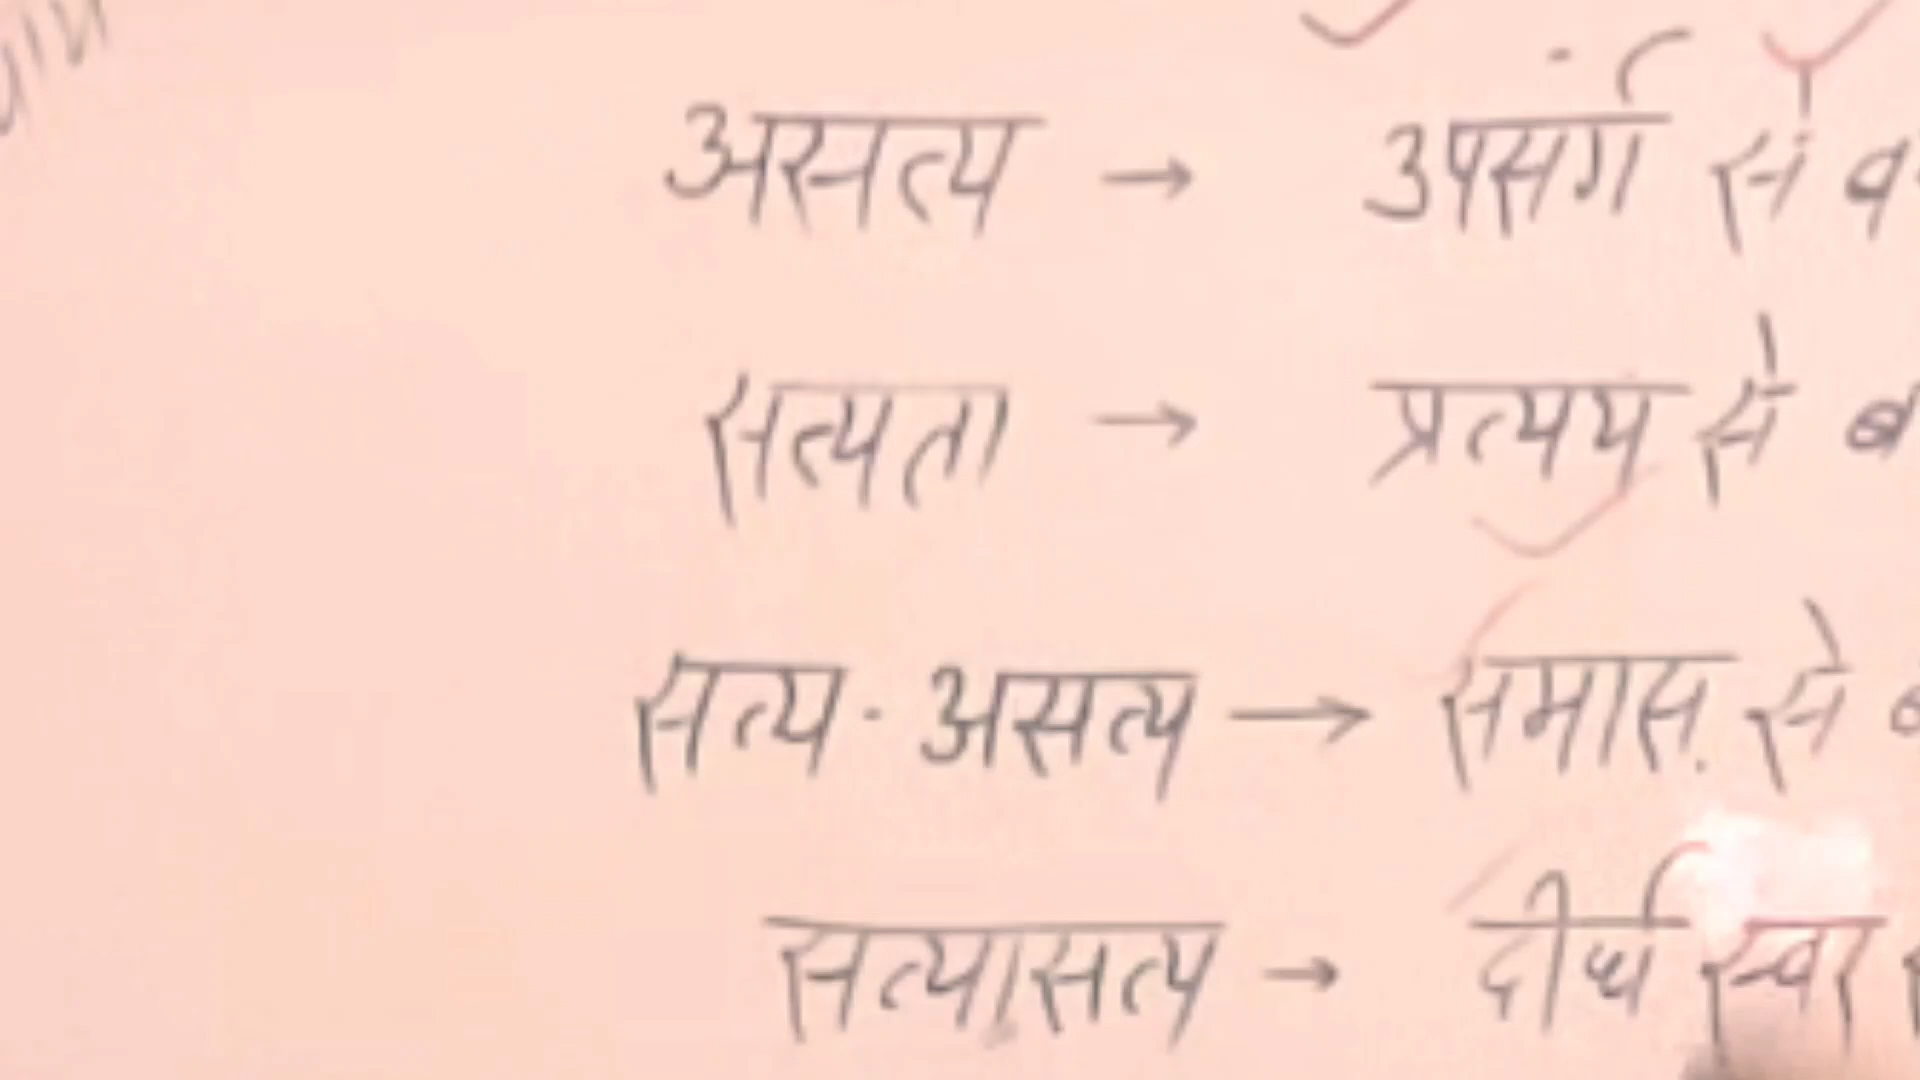 असत्य → उपसर्ग से
सत्यता → प्रत्यय से
सत्य - असत्य → समास से
सत्यासत्य → दीर्घ स्वर